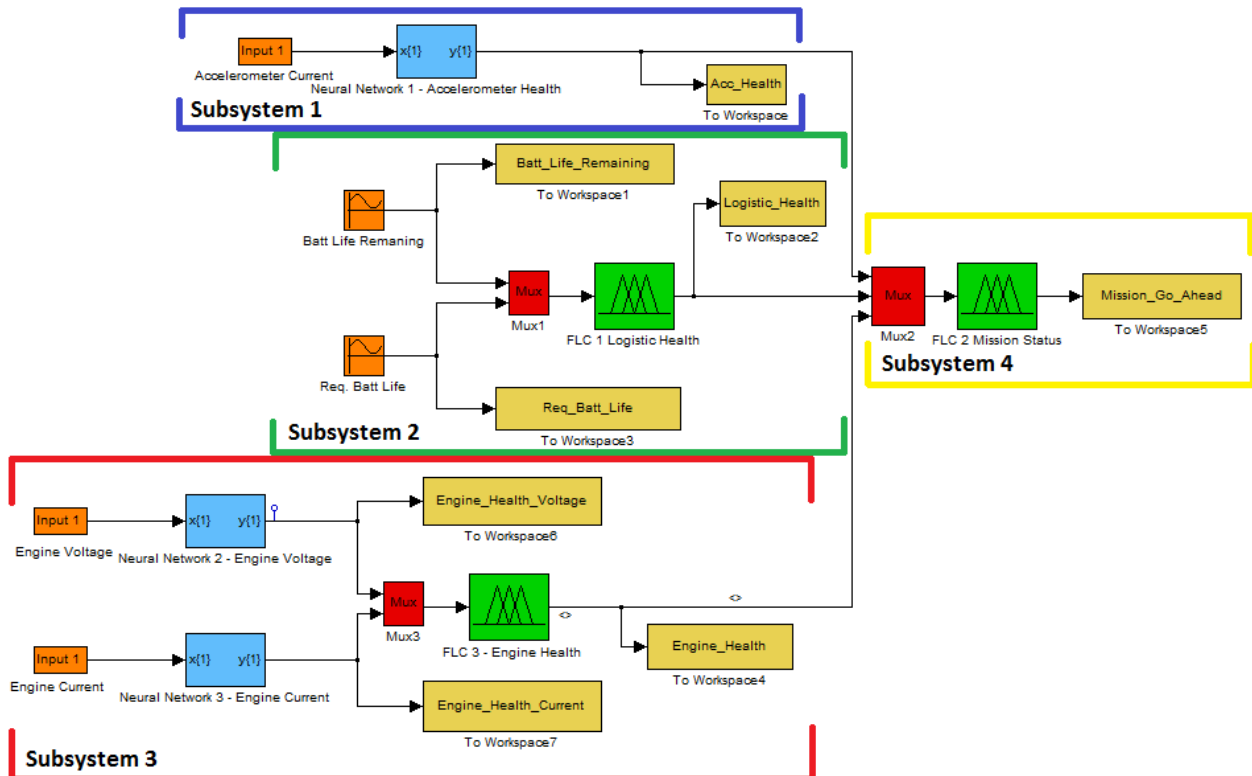 Input 1
x{1} y{1}
Accelerometer Current
Neural Network 1 - Accelerometer Health
Acc_Health
To Workspace
Subsystem 1
Batt_Life_Remaining
To Workspace1
Batt Life Remaning
Logistic_Health
To Workspace2
Mux
Mux1
FLC 1 Logistic Health
Req. Batt Life
Req_Batt_Life
To Workspace3
Subsystem 2
Mux
Mux2
FLC 2 Mission Status
Mission_Go_Ahead
To Workspace5
Subsystem 4
Input 1
x{1} y{1}
Engine Voltage
Neural Network 2 - Engine Voltage
Engine_Health_Voltage
To Workspace6
Mux
Mux3
FLC 3 - Engine Health
<>
<>
Engine_Health
To Workspace4
Input 1
x{1} y{1}
Engine Current
Neural Network 3 - Engine Current
Engine_Health_Current
To Workspace7
Subsystem 3